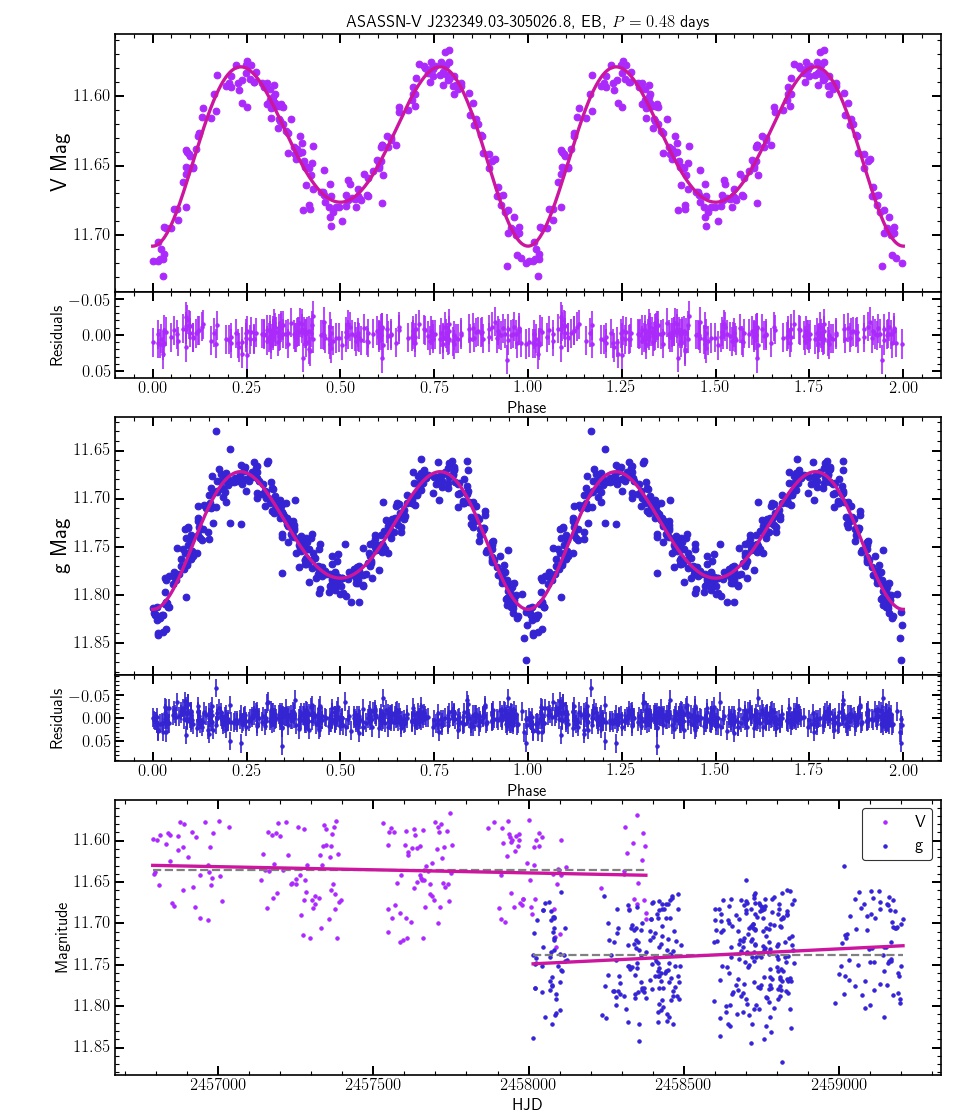 ASASSN-V J232349.03-305026.8, EB, P = 0.48 days
11.60
11.65
11.70
V Mag
−0.05
0.00
0.05
Residuals
0.00 0.25 0.50 0.75 1.00 1.25 1.50 1.75 2.00
Phase
11.65
11.70
11.75
11.80
11.85
g Mag
−0.05
0.00
0.05
Residuals
0.00 0.25 0.50 0.75 1.00 1.25 1.50 1.75 2.00
Phase
V
g
11.60
11.65
11.70
11.75
11.80
11.85
Magnitude
2457000 2457500 2458000 2458500 2459000
HJD